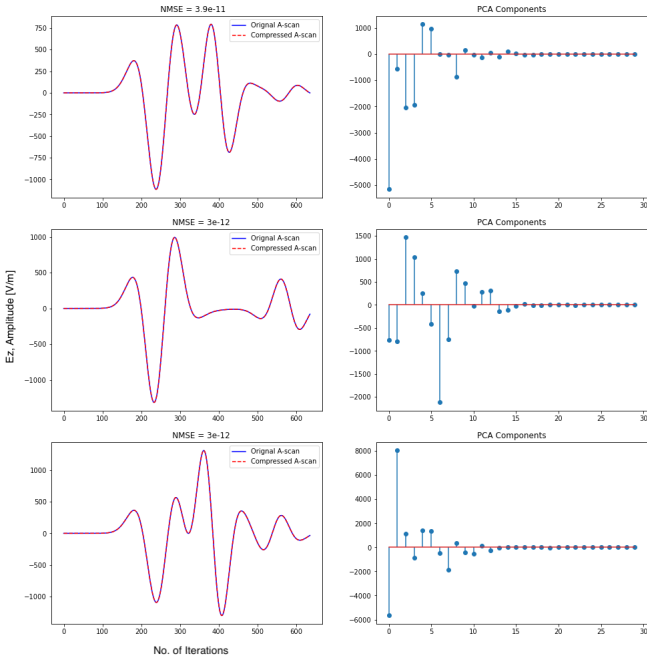 NMSE = 3.9e-11
PCA Components
Orignal A-scan
Compressed A-scan
750
500
250
0
-250
-500
-750
-1000
0 100 200 300 400 500 600
1000
0
-1000
-2000
-3000
-4000
-5000
0 5 10 15 20 25 30
NMSE = 3e-12
PCA Components
Orignal A-scan
Compressed A-scan
1000
500
0
-500
-1000
0 100 200 300 400 500 600
1500
1000
500
0
-500
-1000
-1500
-2000
0 5 10 15 20 25 30
Ez, Amplitude [V/m]
NMSE = 3e-12
PCA Components
Orignal A-scan
Compressed A-scan
1000
500
0
-500
-1000
0 100 200 300 400 500 600
8000
6000
4000
2000
0
-2000
-4000
-6000
0 5 10 15 20 25 30
No. of Iterations